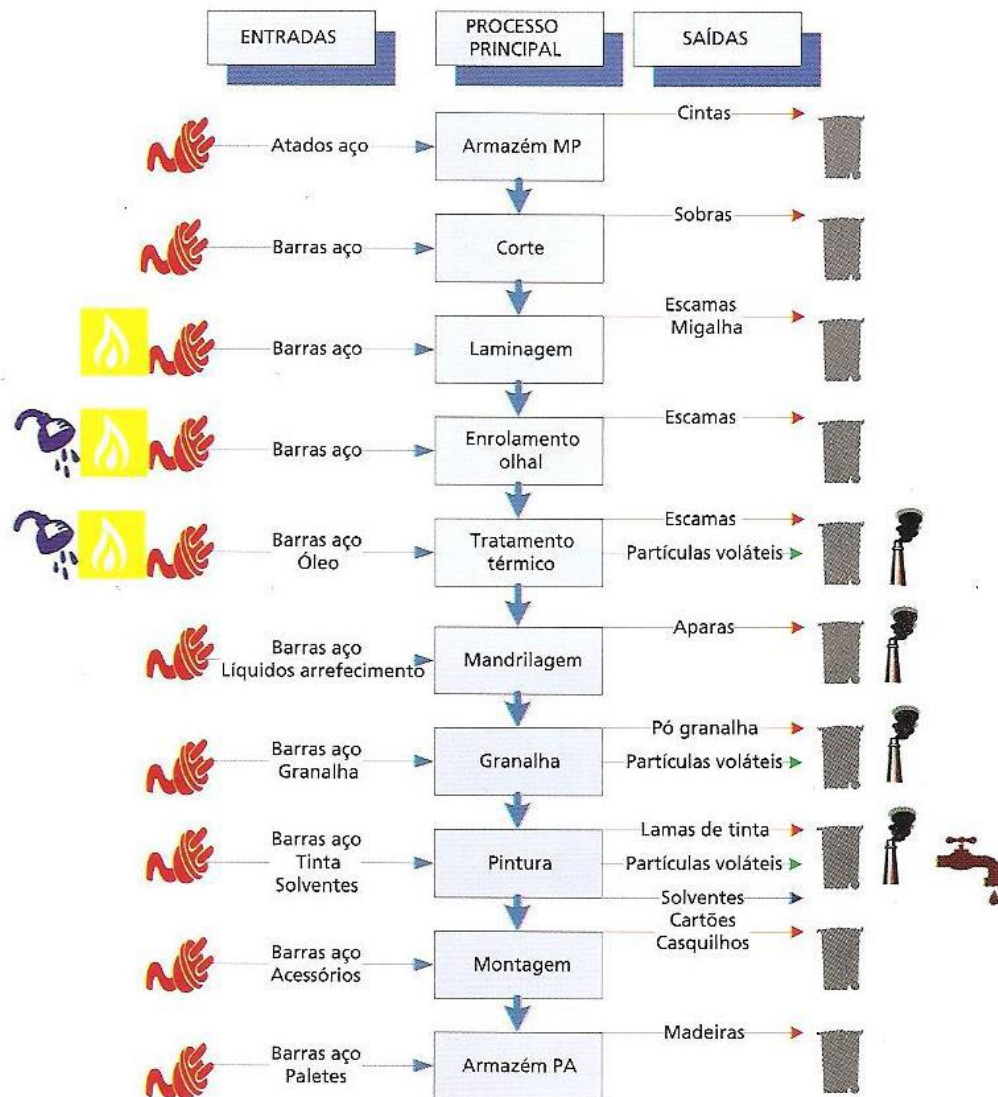 ENTRADAS
PROCESSO
PRINCIPAL
SAÍDAS
Atados aço
Armazém MP
Cintas
Barras aço
Corte
Sobras
Barras aço
Laminagem
Escamas
Migalha
Barras aço
Enrolamento
olhal
Escamas
Barras aço
Óleo
Tratamento
térmico
Escamas
Partículas voláteis
Barras aço
Líquidos arrefecimento
Mandrilagem
Aparas
Barras aço
Granalha
Granalha
Pó granalha
Partículas voláteis
Barras aço
Tinta
Solventes
Pintura
Lamas de tinta
Partículas voláteis
Solventes
Barras aço
Acessórios
Montagem
Cartões
Casquilhos
Barras aço
Paletes
Armazém PA
Madeiras